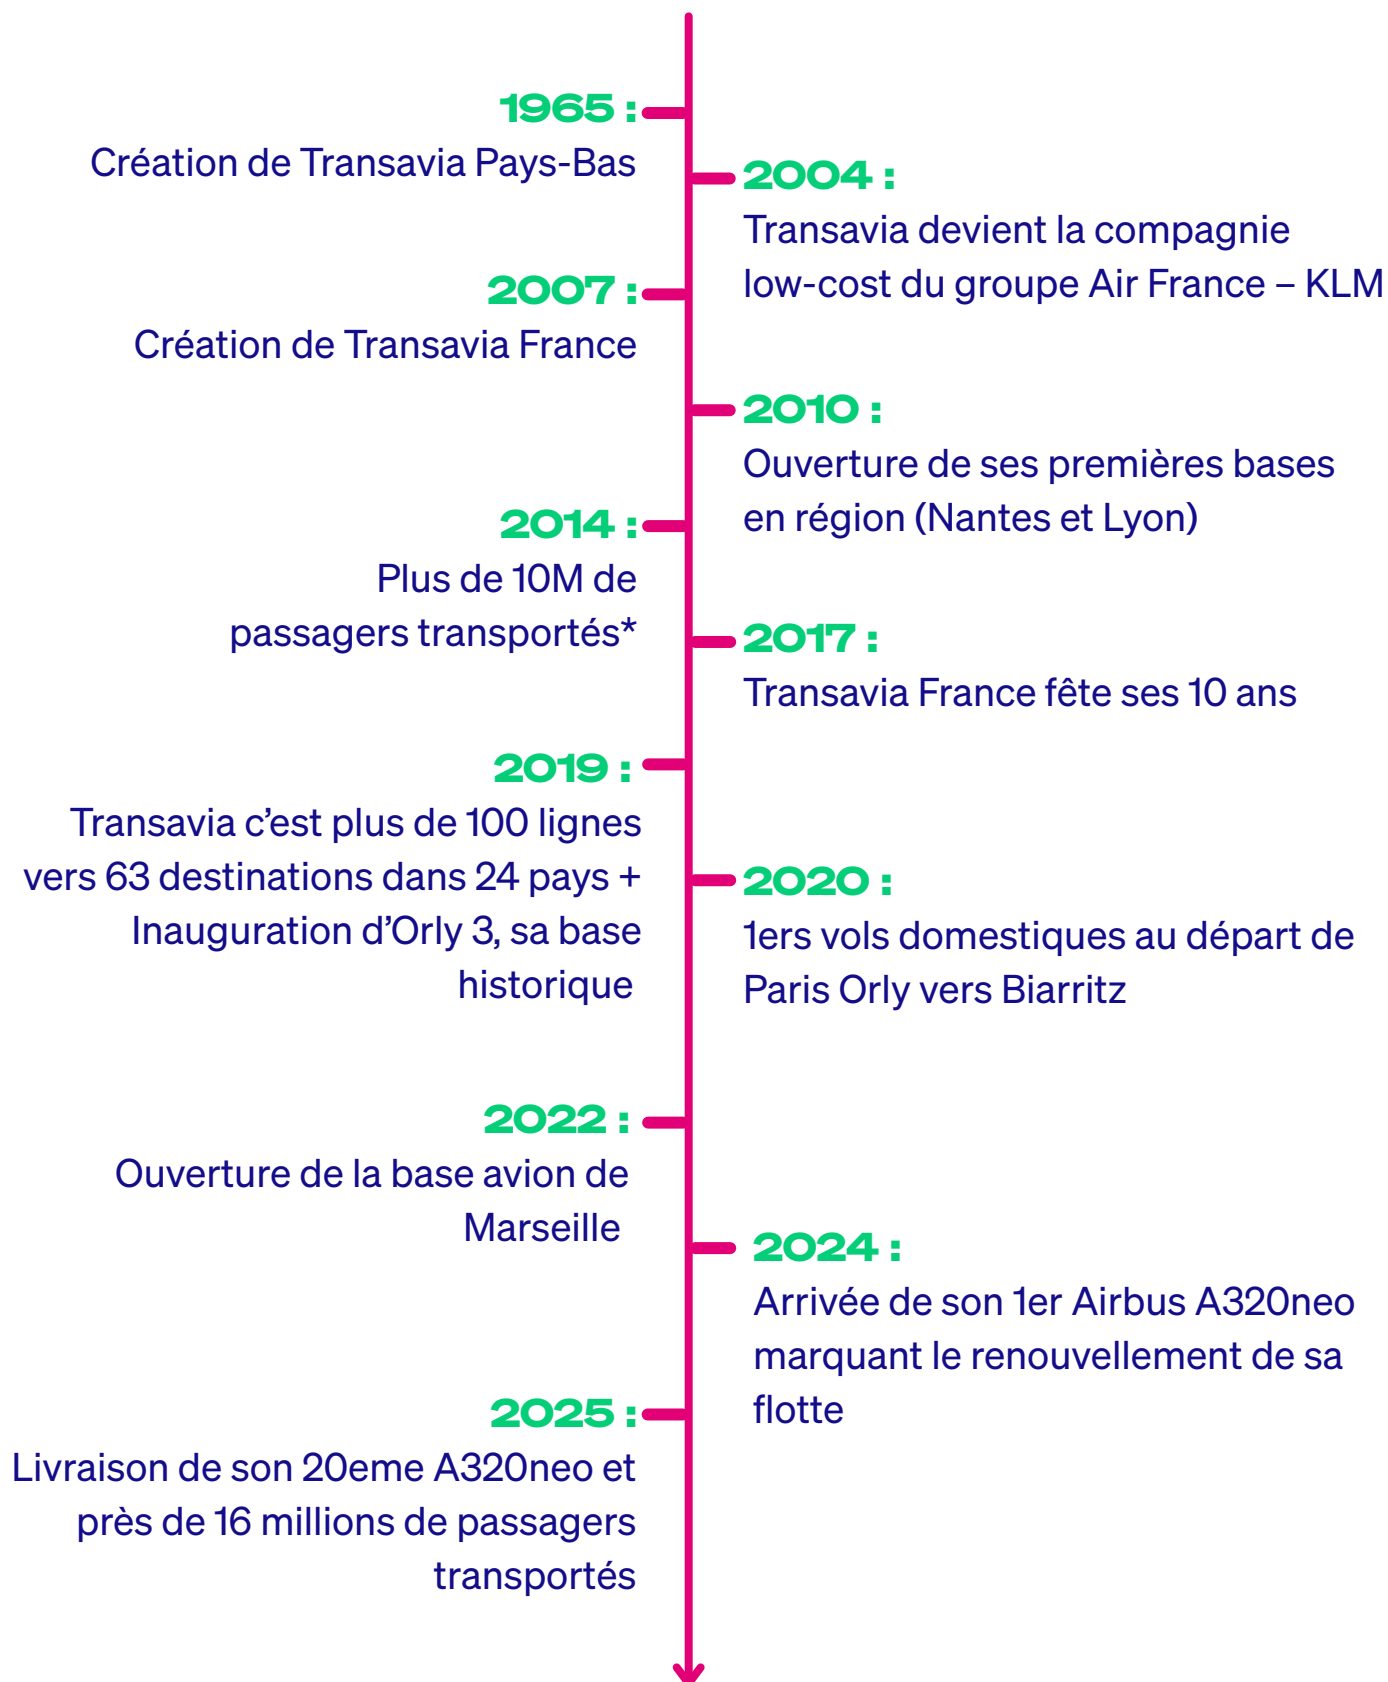 1965 :
Création de Transavia Pays-Bas
2004 :
Transavia devient la compagnie
low-cost du groupe Air France – KLM
2007 :
Création de Transavia France
2010 :
Ouverture de ses premières bases
en région (Nantes et Lyon)
2014 :
Plus de 10M de
passagers transportés*
2017 :
Transavia France fête ses 10 ans
2019 :
Transavia c’est plus de 100 lignes
vers 63 destinations dans 24 pays +
Inauguration d’Orly 3, sa base
historique
2020 :
1ers vols domestiques au départ de
Paris Orly vers Biarritz
2022 :
Ouverture de la base avion de
Marseille
2024 :
Arrivée de son 1er Airbus A320neo
marquant le renouvellement de sa
flotte
2025 :
Livraison de son 20eme A320neo et
près de 16 millions de passagers
transportés